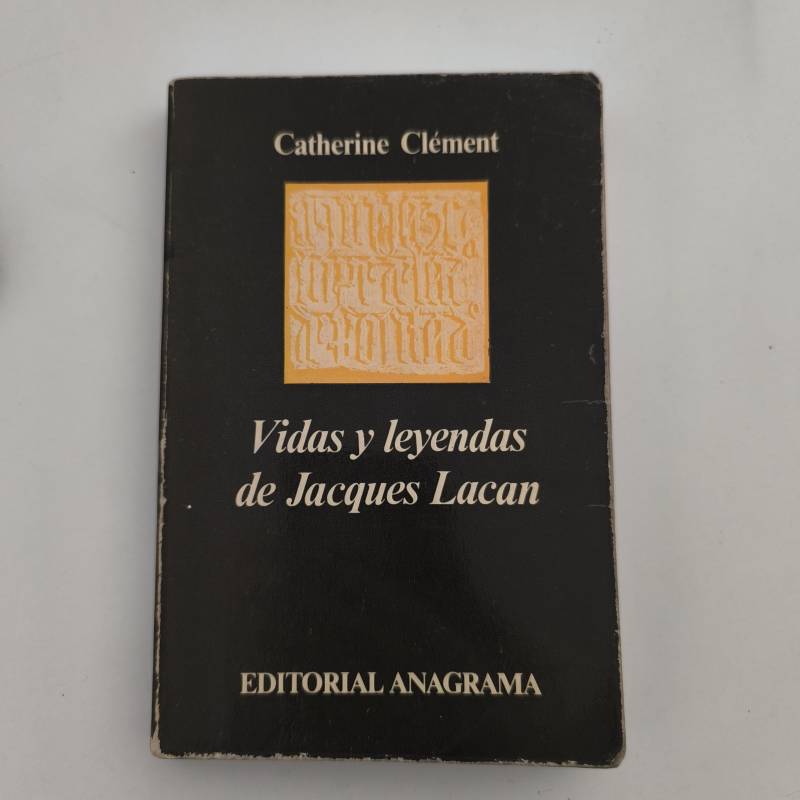 Catherine Clément
Vidas y leyendas
de Jacques Lacan
EDITORIAL ANAGRAMA